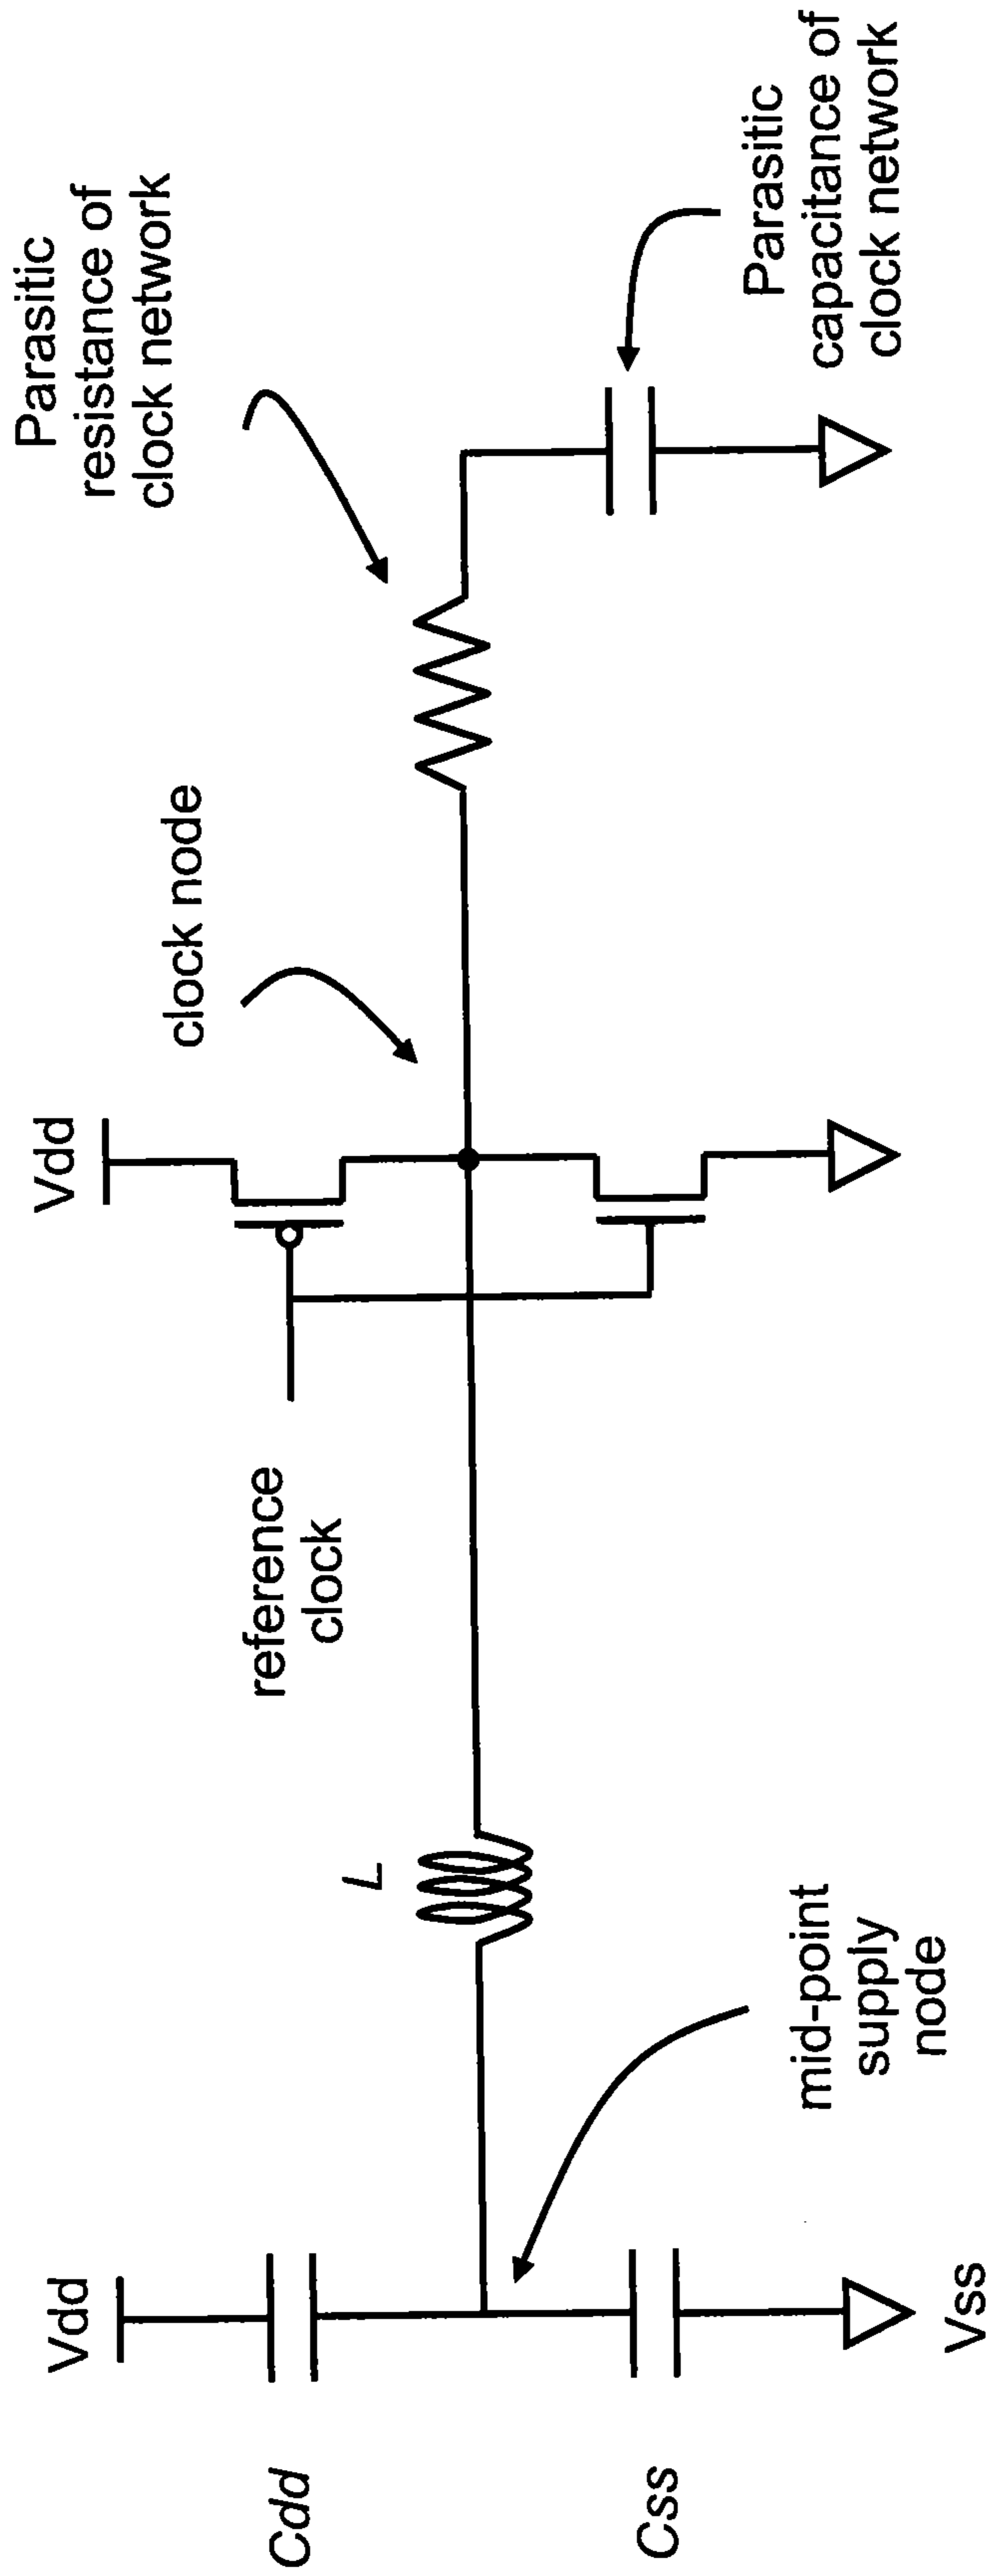 Vdd
Cdd
Css
Vss
mid-point
supply
node
L
reference
clock
Vdd
clock node
Parasitic
resistance of
clock network
Parasitic
capacitance of
clock network